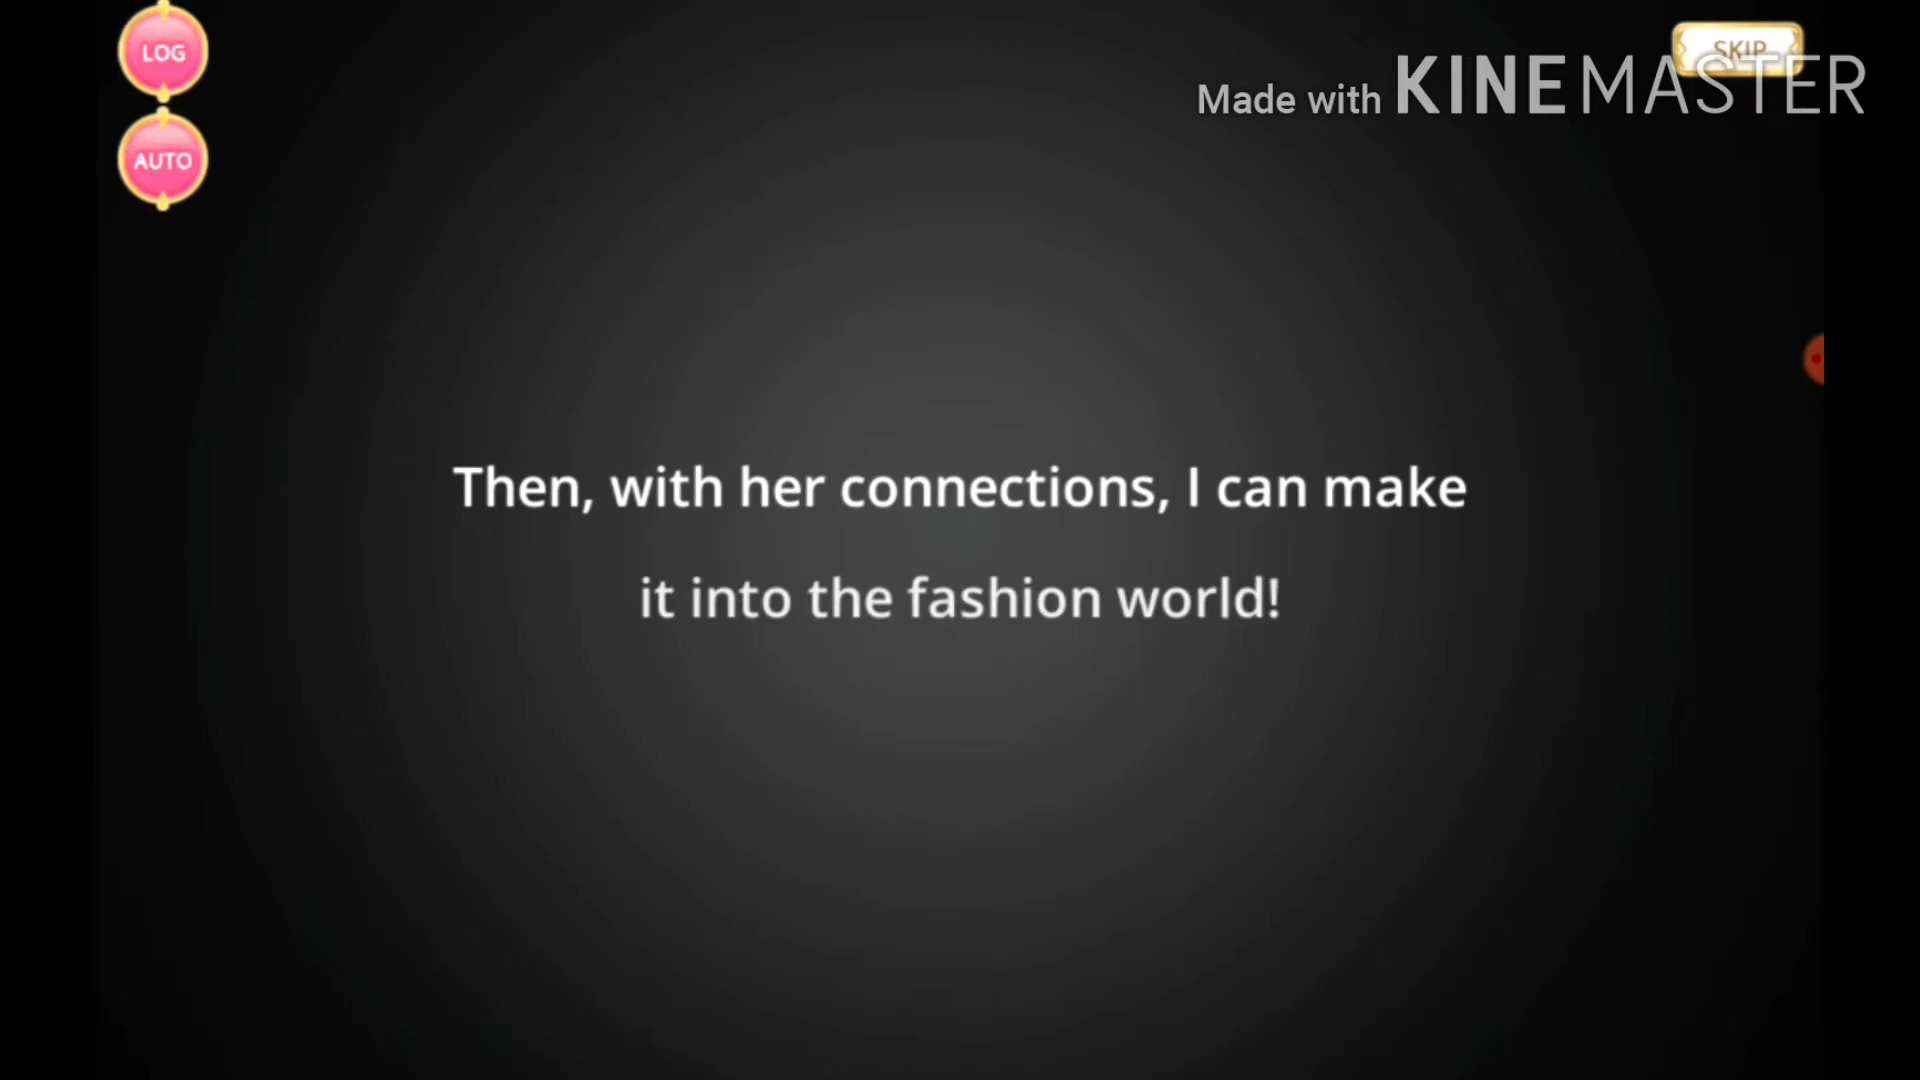 LOG
SKIP
Made with KINEMASTER
AUTO
Then, with her connections, I can make
it into the fashion world!